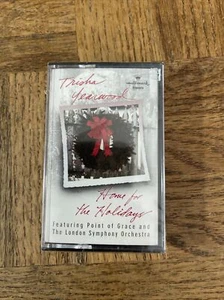 Trisha
Yearwood
Home for
the Holidays
Featuring Point of Grace and
The London Symphony Orchestra